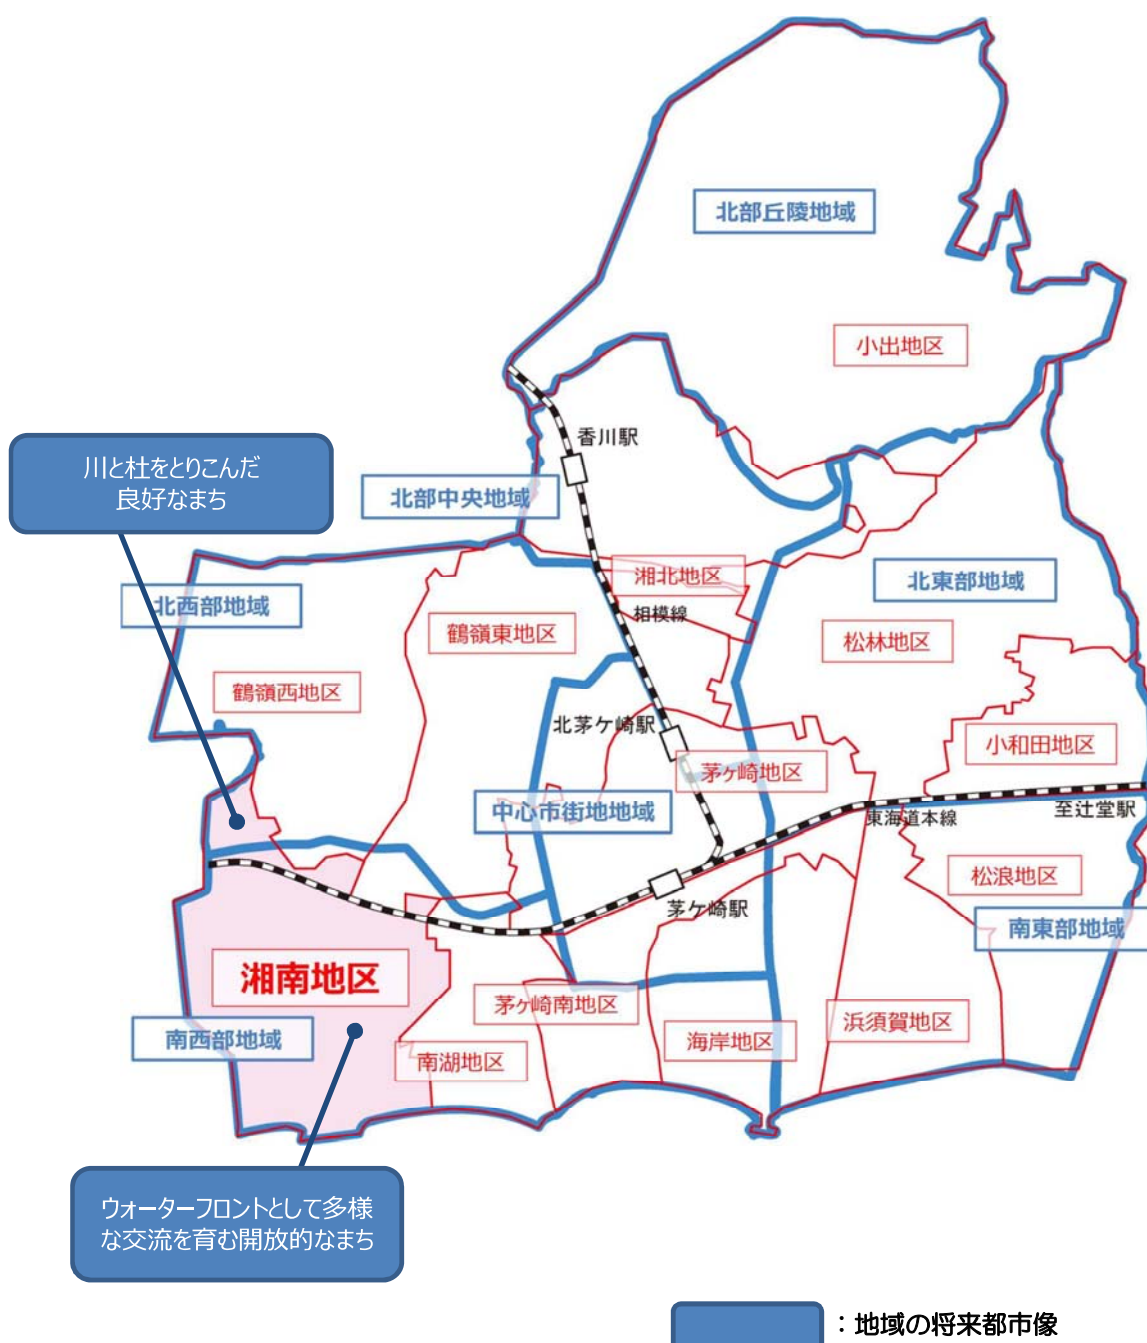 北部丘陵地域
小出地区
香川駅
川と杜をとりこんだ
良好なまち
北部中央地域
湘北地区
北東部地域
北西部地域
相模線
鶴嶺東地区
松林地区
鶴嶺西地区
北茅ケ崎駅
小和田地区
茅ヶ崎地区
中心市街地地域
東海道本線
至辻堂駅
松浪地区
茅ケ崎駅
南東部地域
湘南地区
茅ヶ崎南地区
浜須賀地区
南西部地域
海岸地区
南湖地区
ウォーターフロントとして多様
な交流を育む開放的なまち
：地域の将来都市像